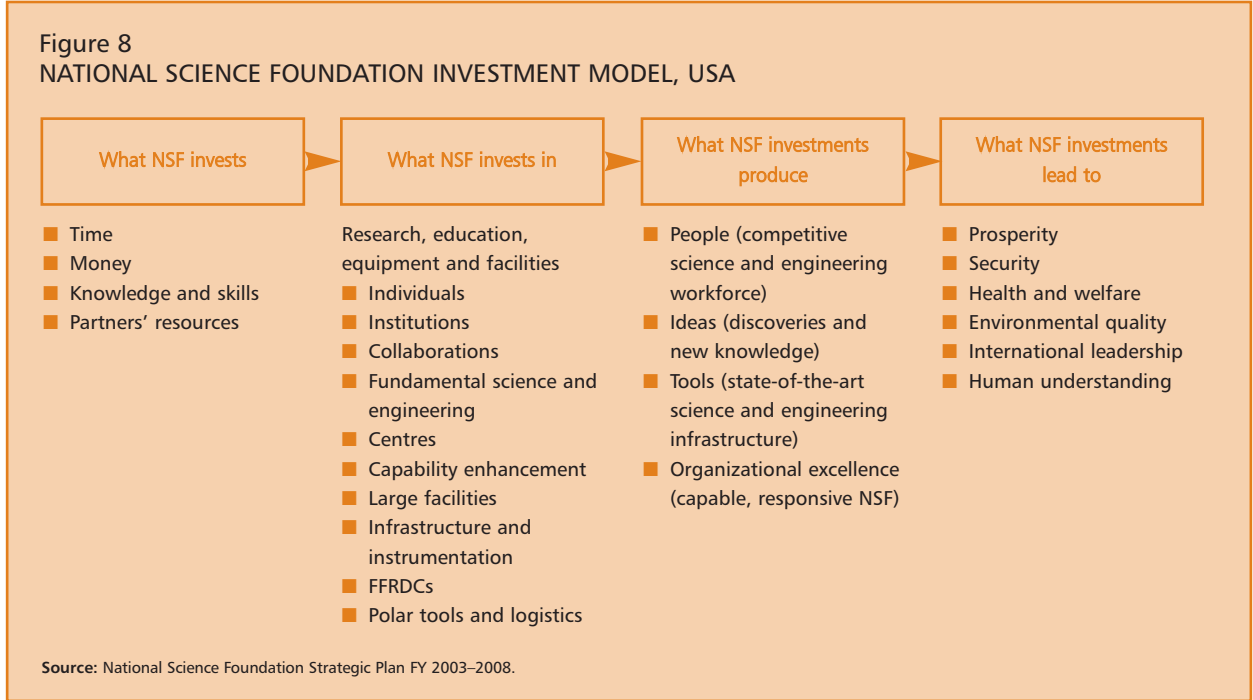 Figure 8
NATIONAL SCIENCE FOUNDATION INVESTMENT MODEL, USA
What NSF invests
Time
Money
Knowledge and skills
Partners’ resources
What NSF invests in
Research, education,
equipment and facilities
Individuals
Institutions
Collaborations
Fundamental science and
engineering
Centres
Capability enhancement
Large facilities
Infrastructure and
instrumentation
FFRDCs
Polar tools and logistics
What NSF investments
produce
People (competitive
science and engineering
workforce)
Ideas (discoveries and
new knowledge)
Tools (state-of-the-art
science and engineering
infrastructure)
Organizational excellence
(capable, responsive NSF)
What NSF investments
lead to
Prosperity
Security
Health and welfare
Environmental quality
International leadership
Human understanding
Source: National Science Foundation Strategic Plan FY 2003–2008.